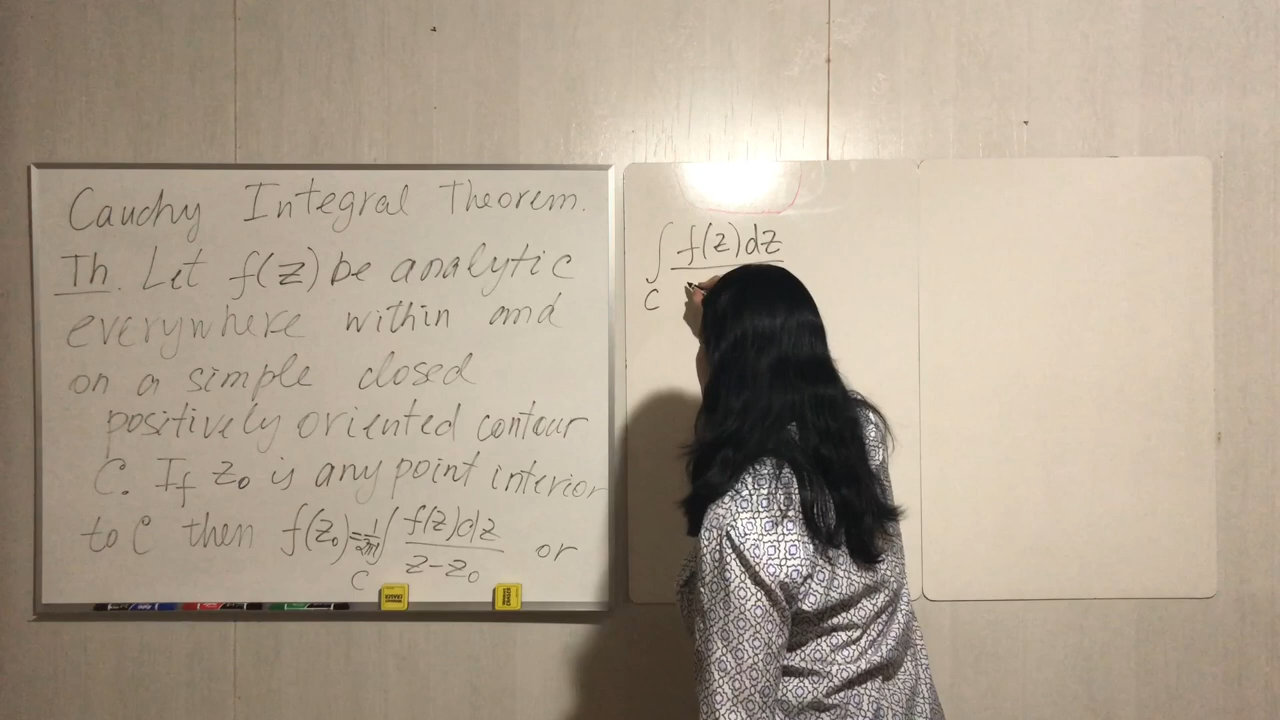 Cauchy Integral Theorem.
Th. Let f(z) be analytic
everywhere within and
on a simple closed
positively oriented contour
C. If z₀ is any point interior
to C then f(z₀)=1/2πi ∫_C f(z)dz / z-z₀ or
∫_C f(z)dz